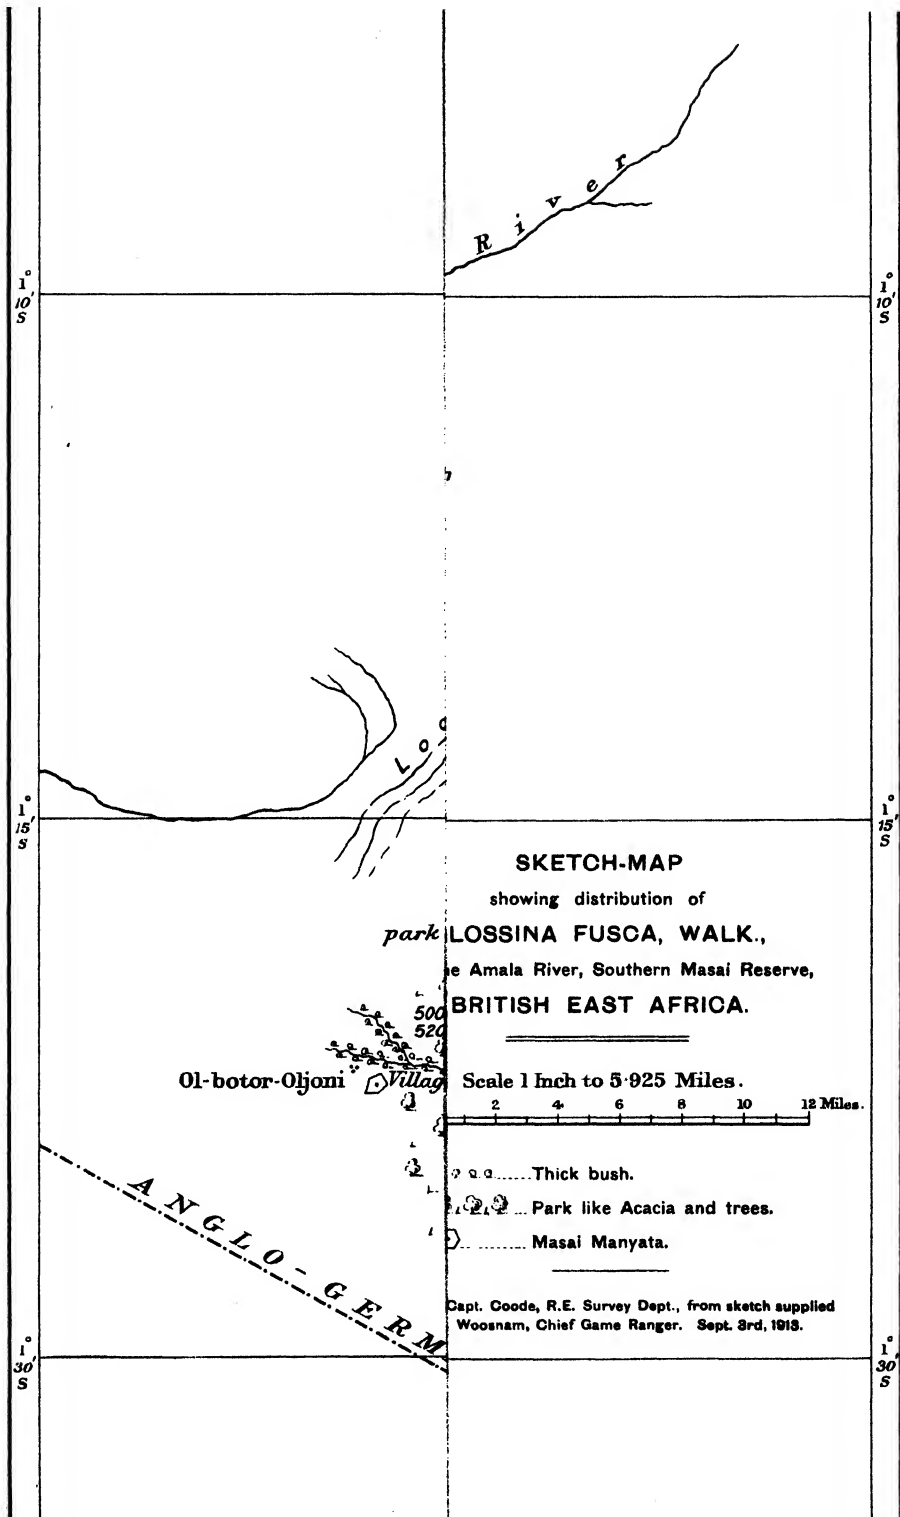 River
1°
10'
S
1°
10'
S
Loo
1°
15'
S
1°
15'
S
SKETCH-MAP
showing distribution of
park LOSSINA FUSCA, WALK.,
e Amala River, Southern Masai Reserve,
BRITISH EAST AFRICA.
500
520
Ol-botor-Oljoni Villag
Scale 1 Inch to 5·925 Miles.
2 4 6 8 10 12 Miles.
Thick bush.
Park like Acacia and trees.
Masai Manyata.
ANGLO-GERM
Capt. Coode, R.E. Survey Dept., from sketch supplied
Woosnam, Chief Game Ranger. Sept. 3rd, 1913.
1°
30'
S
1°
30'
S